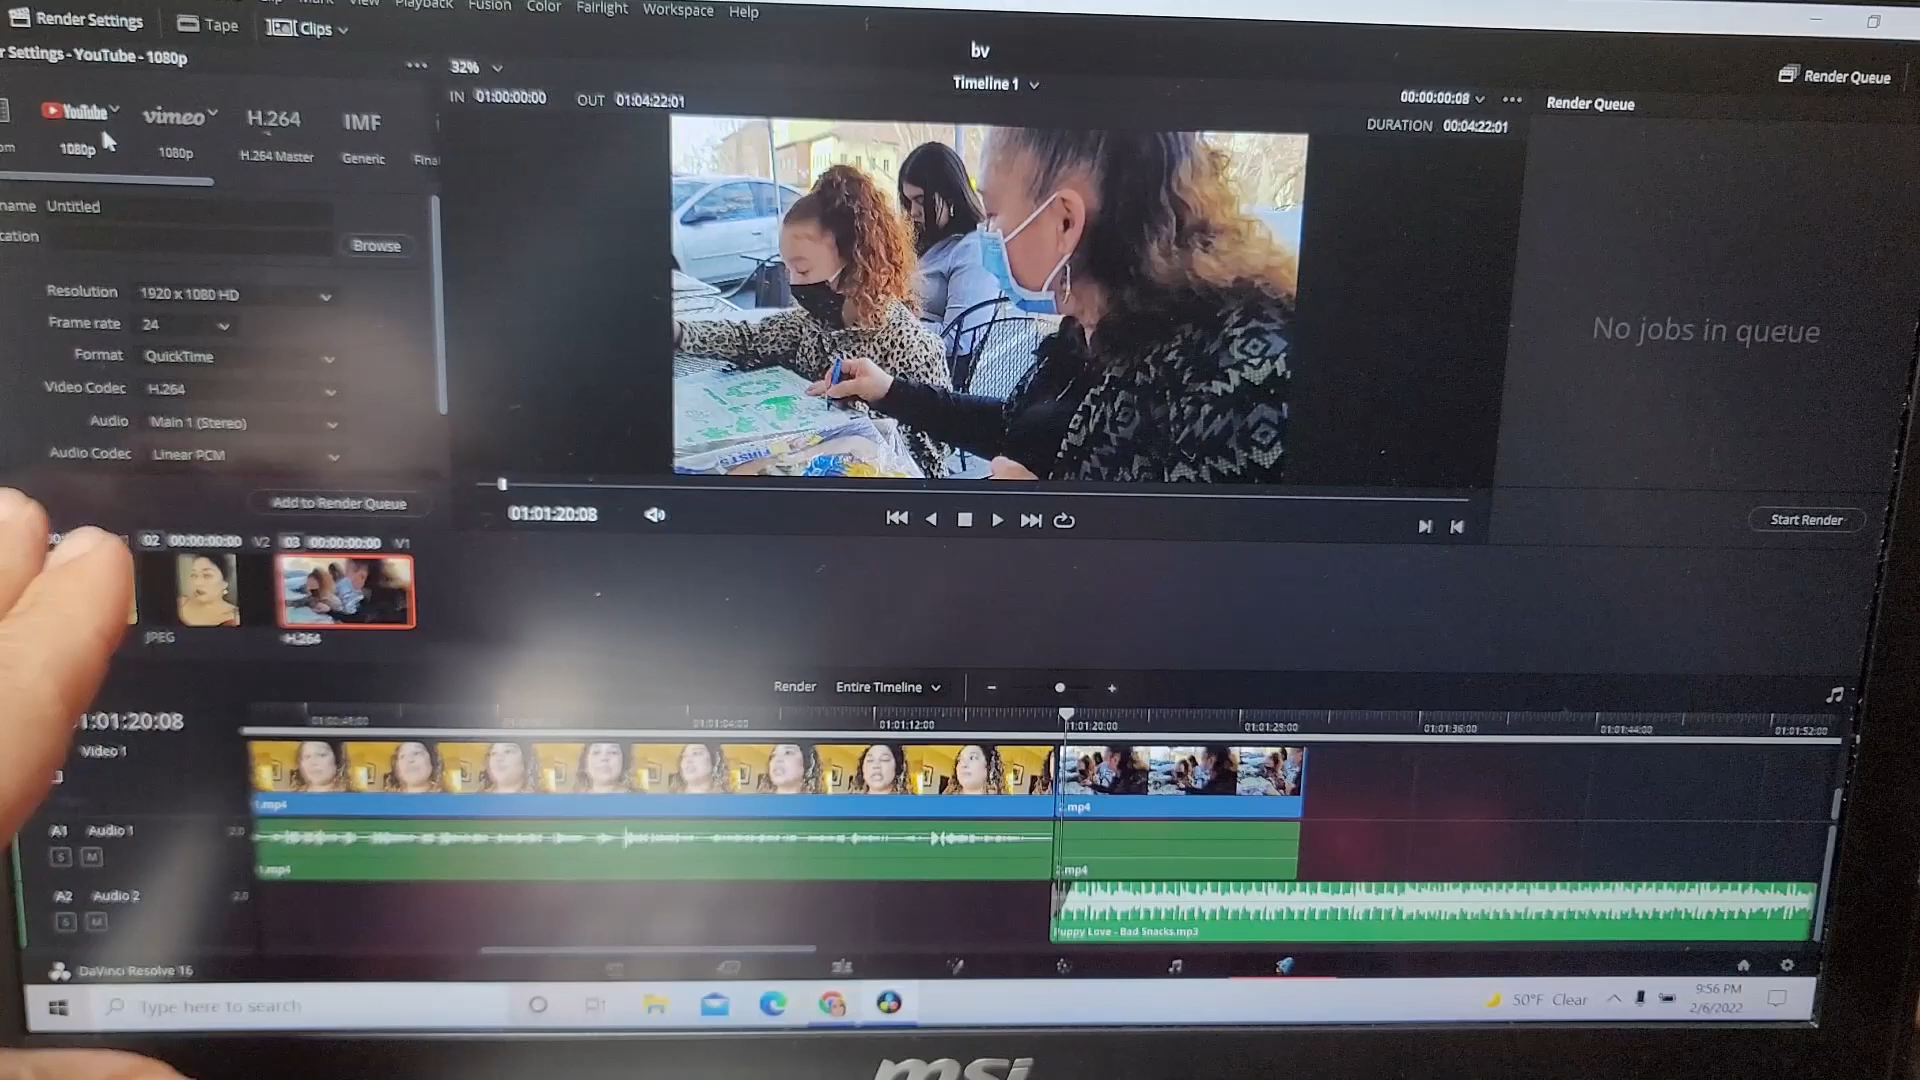 Mark View Playback Fusion Color Fairlight Workspace Help
Render Settings Tape Clips
bv
Render Queue
r Settings - YouTube - 1080p
32%
Timeline 1
00:00:00:08
Render Queue
IN 01:00:00:00 OUT 01:04:22:01
DURATION 00:04:22:01
YouTube vimeo H.264 IMF
om 1080p 1080p H.264 Master Generic Fina
name Untitled
cation Browse
Resolution 1920 x 1080 HD
Frame rate 24
Format QuickTime
Video Codec H.264
Audio Main 1 (Stereo)
Audio Codec Linear PCM
No jobs in queue
Add to Render Queue
01:01:20:08
Start Render
02 00:00:00:00 V2 03 00:00:00:00 V1
JPEG H.264
Render Entire Timeline
1:01:20:08
01:01:04:00 01:01:12:00 01:01:20:00 01:01:28:00 01:01:36:00 01:01:44:00 01:01:52:00
Video 1
1.mp4 2.mp4
A1 Audio 1 2.0
S M
1.mp4 2.mp4
A2 Audio 2 2.0
S M
Puppy Love - Bad Snacks.mp3
DaVinci Resolve 16
Type here to search
50°F Clear
9:56 PM
2/6/2022
msi